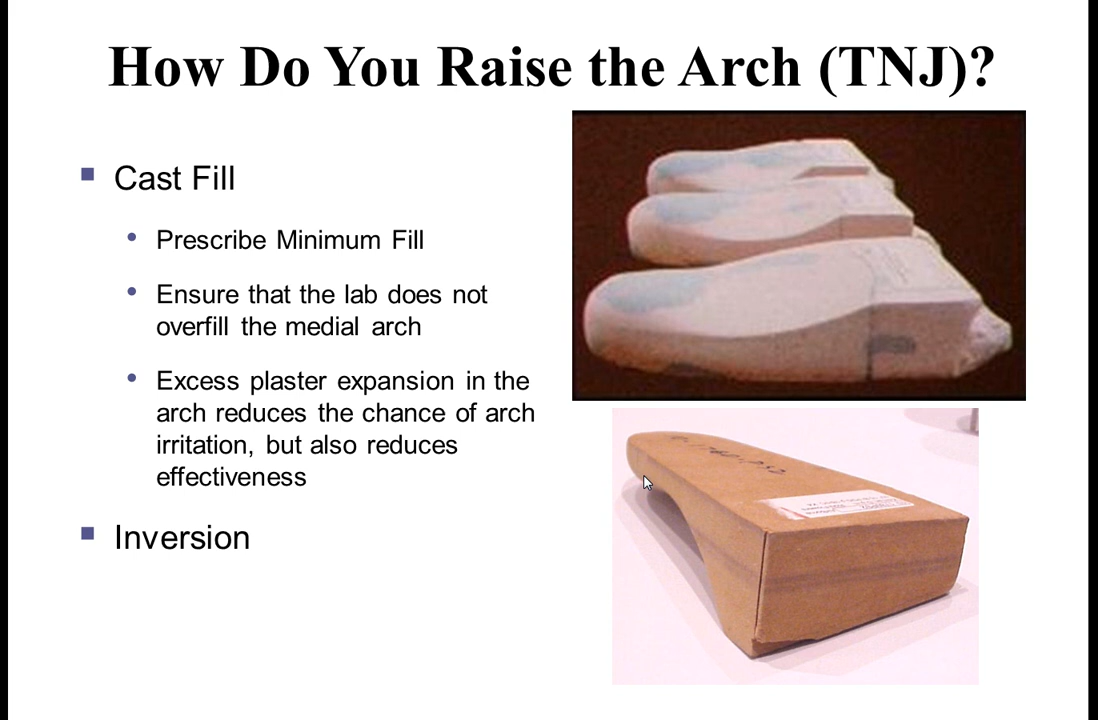 How Do You Raise the Arch (TNJ)?
Cast Fill
Prescribe Minimum Fill
Ensure that the lab does not
overfill the medial arch
Excess plaster expansion in the
arch reduces the chance of arch
irritation, but also reduces
effectiveness
Inversion